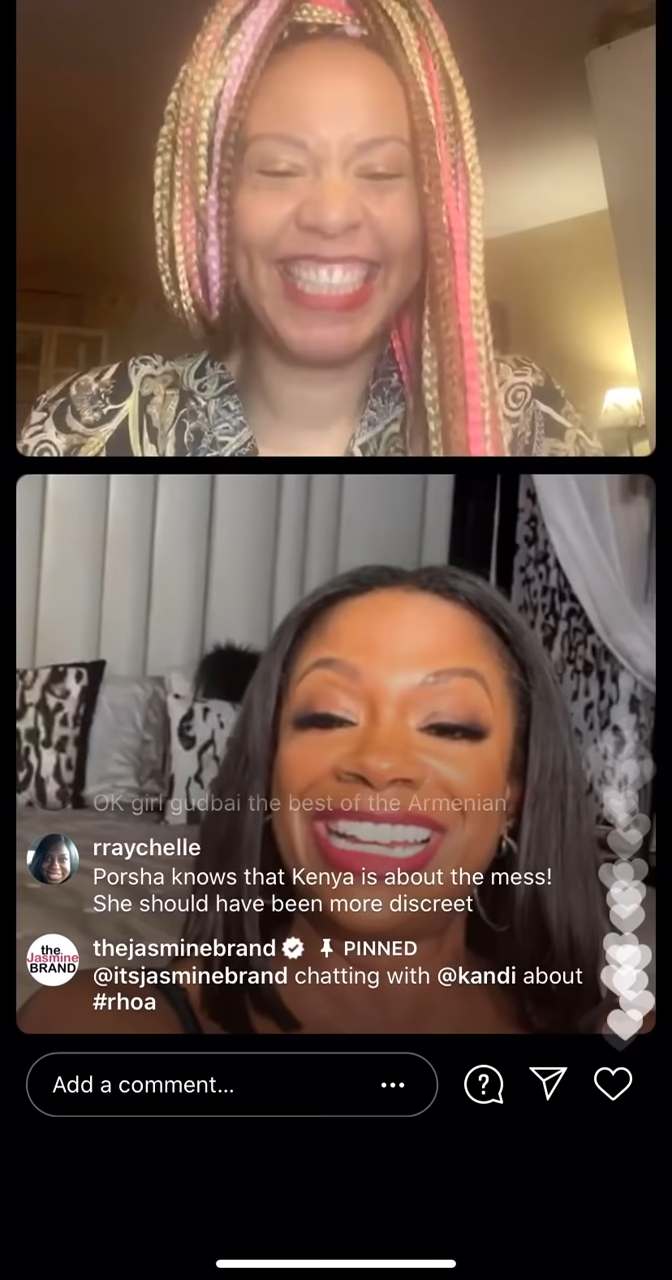 OK girl gudbai the best of the Armenian
rraychelle
Porsha knows that Kenya is about the mess!
She should have been more discreet
the
Jasmine
BRAND
thejasminebrand PINNED
@itsjasminebrand chatting with @kandi about
#rhoa
Add a comment...